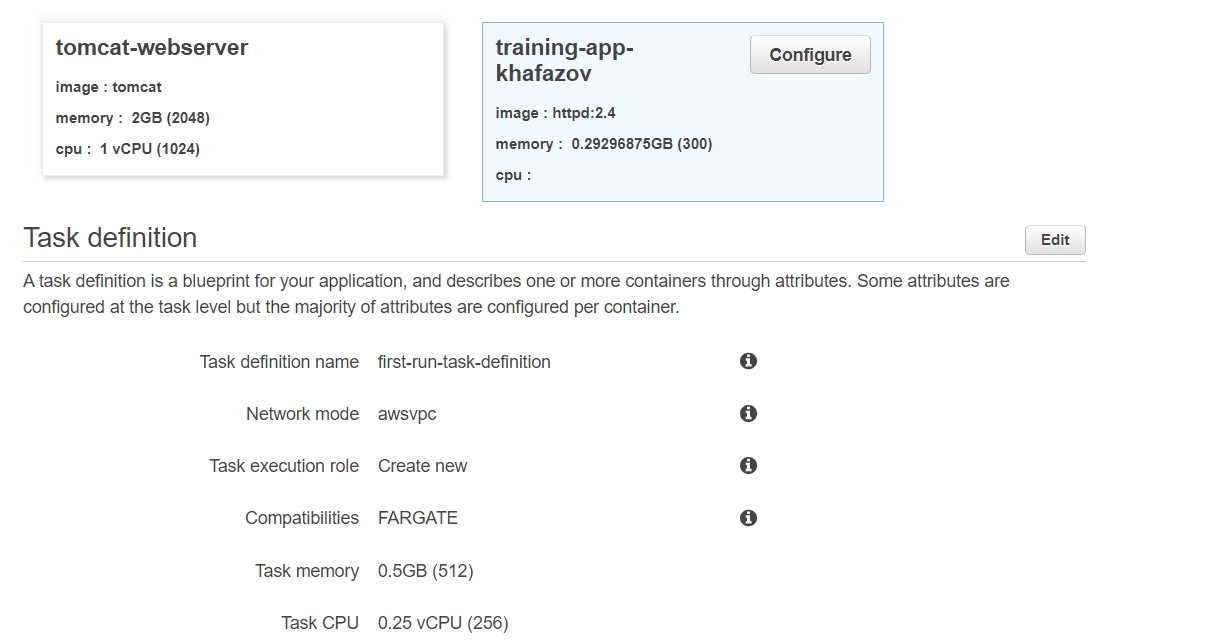 tomcat-webserver
image : tomcat
memory : 2GB (2048)
cpu : 1 vCPU (1024)
training-app-
khafazov
Configure
image : httpd:2.4
memory : 0.29296875GB (300)
cpu :
Task definition
Edit
A task definition is a blueprint for your application, and describes one or more containers through attributes. Some attributes are
configured at the task level but the majority of attributes are configured per container.
Task definition name first-run-task-definition
Network mode awsvpc
Task execution role Create new
Compatibilities FARGATE
Task memory 0.5GB (512)
Task CPU 0.25 vCPU (256)